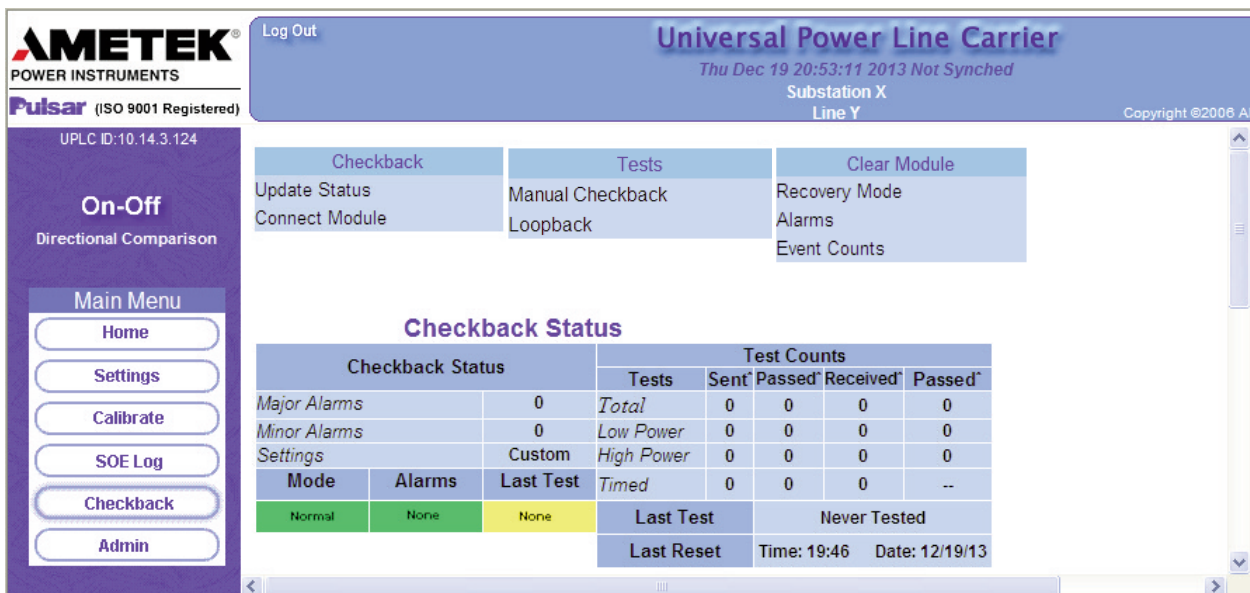 AMETEK®
POWER INSTRUMENTS
Pulsar (ISO 9001 Registered)
Log Out
Universal Power Line Carrier
Thu Dec 19 20:53:11 2013 Not Synched
Substation X
Line Y
Copyright ©2006 A
UPLC ID:10.14.3.124
On-Off
Directional Comparison
Main Menu
Home
Settings
Calibrate
SOE Log
Checkback
Admin
Checkback Tests Clear Module
Update Status Manual Checkback Recovery Mode
Connect Module Loopback Alarms
Event Counts
Checkback Status
Checkback Status Test Counts
Tests Sent^ Passed^ Received^ Passed^
Major Alarms 0 Total 0 0 0 0
Minor Alarms 0 Low Power 0 0 0 0
Settings Custom High Power 0 0 0 0
Mode Alarms Last Test Timed 0 0 0 --
Normal None None Last Test Never Tested
Last Reset Time: 19:46 Date: 12/19/13